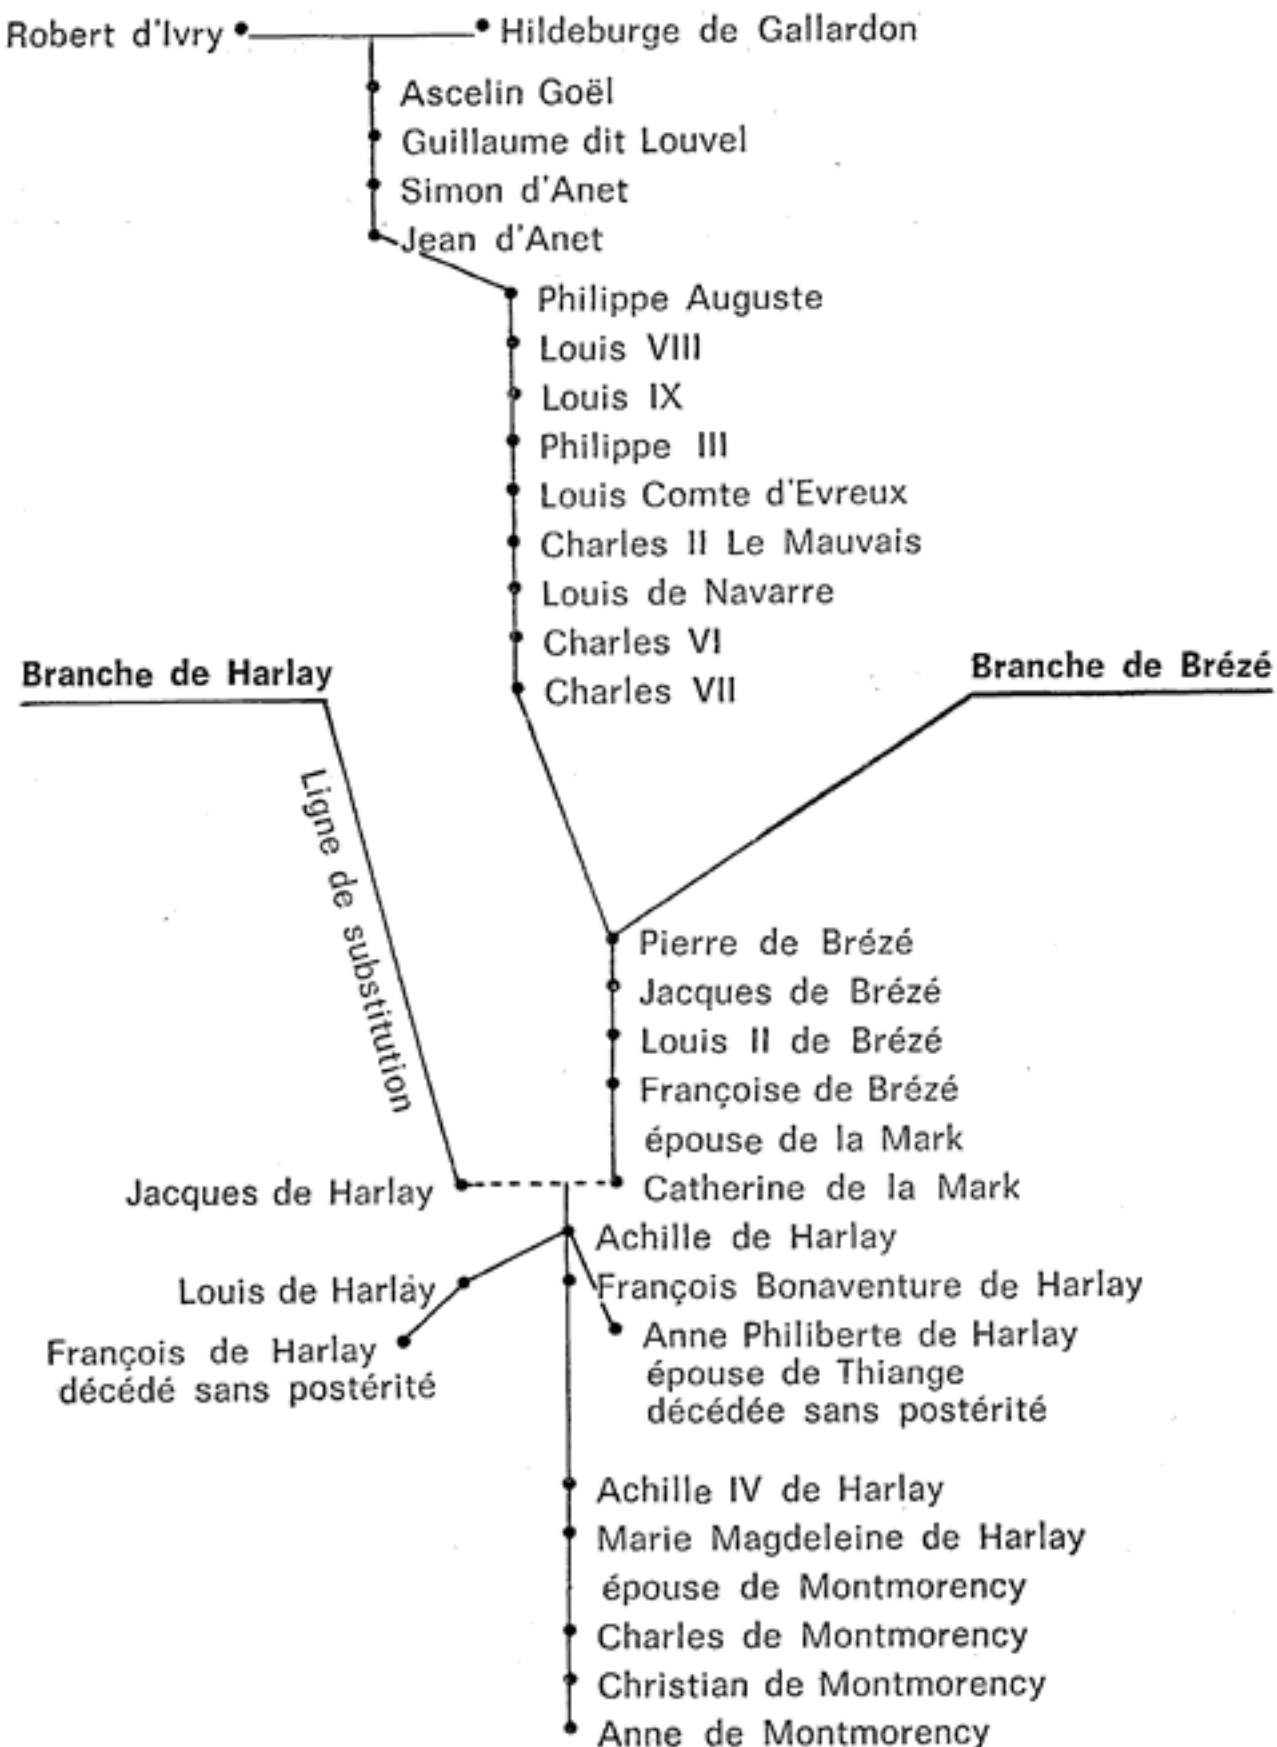 Robert d'Ivry
Hildeburge de Gallardon
Ascelin Goël
Guillaume dit Louvel
Simon d'Anet
Jean d'Anet
Philippe Auguste
Louis VIII
Louis IX
Philippe III
Louis Comte d'Evreux
Charles II Le Mauvais
Louis de Navarre
Charles VI
Charles VII
Branche de Harlay
Branche de Brézé
Ligne de substitution
Pierre de Brézé
Jacques de Brézé
Louis II de Brézé
Françoise de Brézé
épouse de la Mark
Jacques de Harlay
Catherine de la Mark
Achille de Harlay
Louis de Harlay
François Bonaventure de Harlay
François de Harlay
décédé sans postérité
Anne Philiberte de Harlay
épouse de Thiange
décédée sans postérité
Achille IV de Harlay
Marie Magdeleine de Harlay
épouse de Montmorency
Charles de Montmorency
Christian de Montmorency
Anne de Montmorency